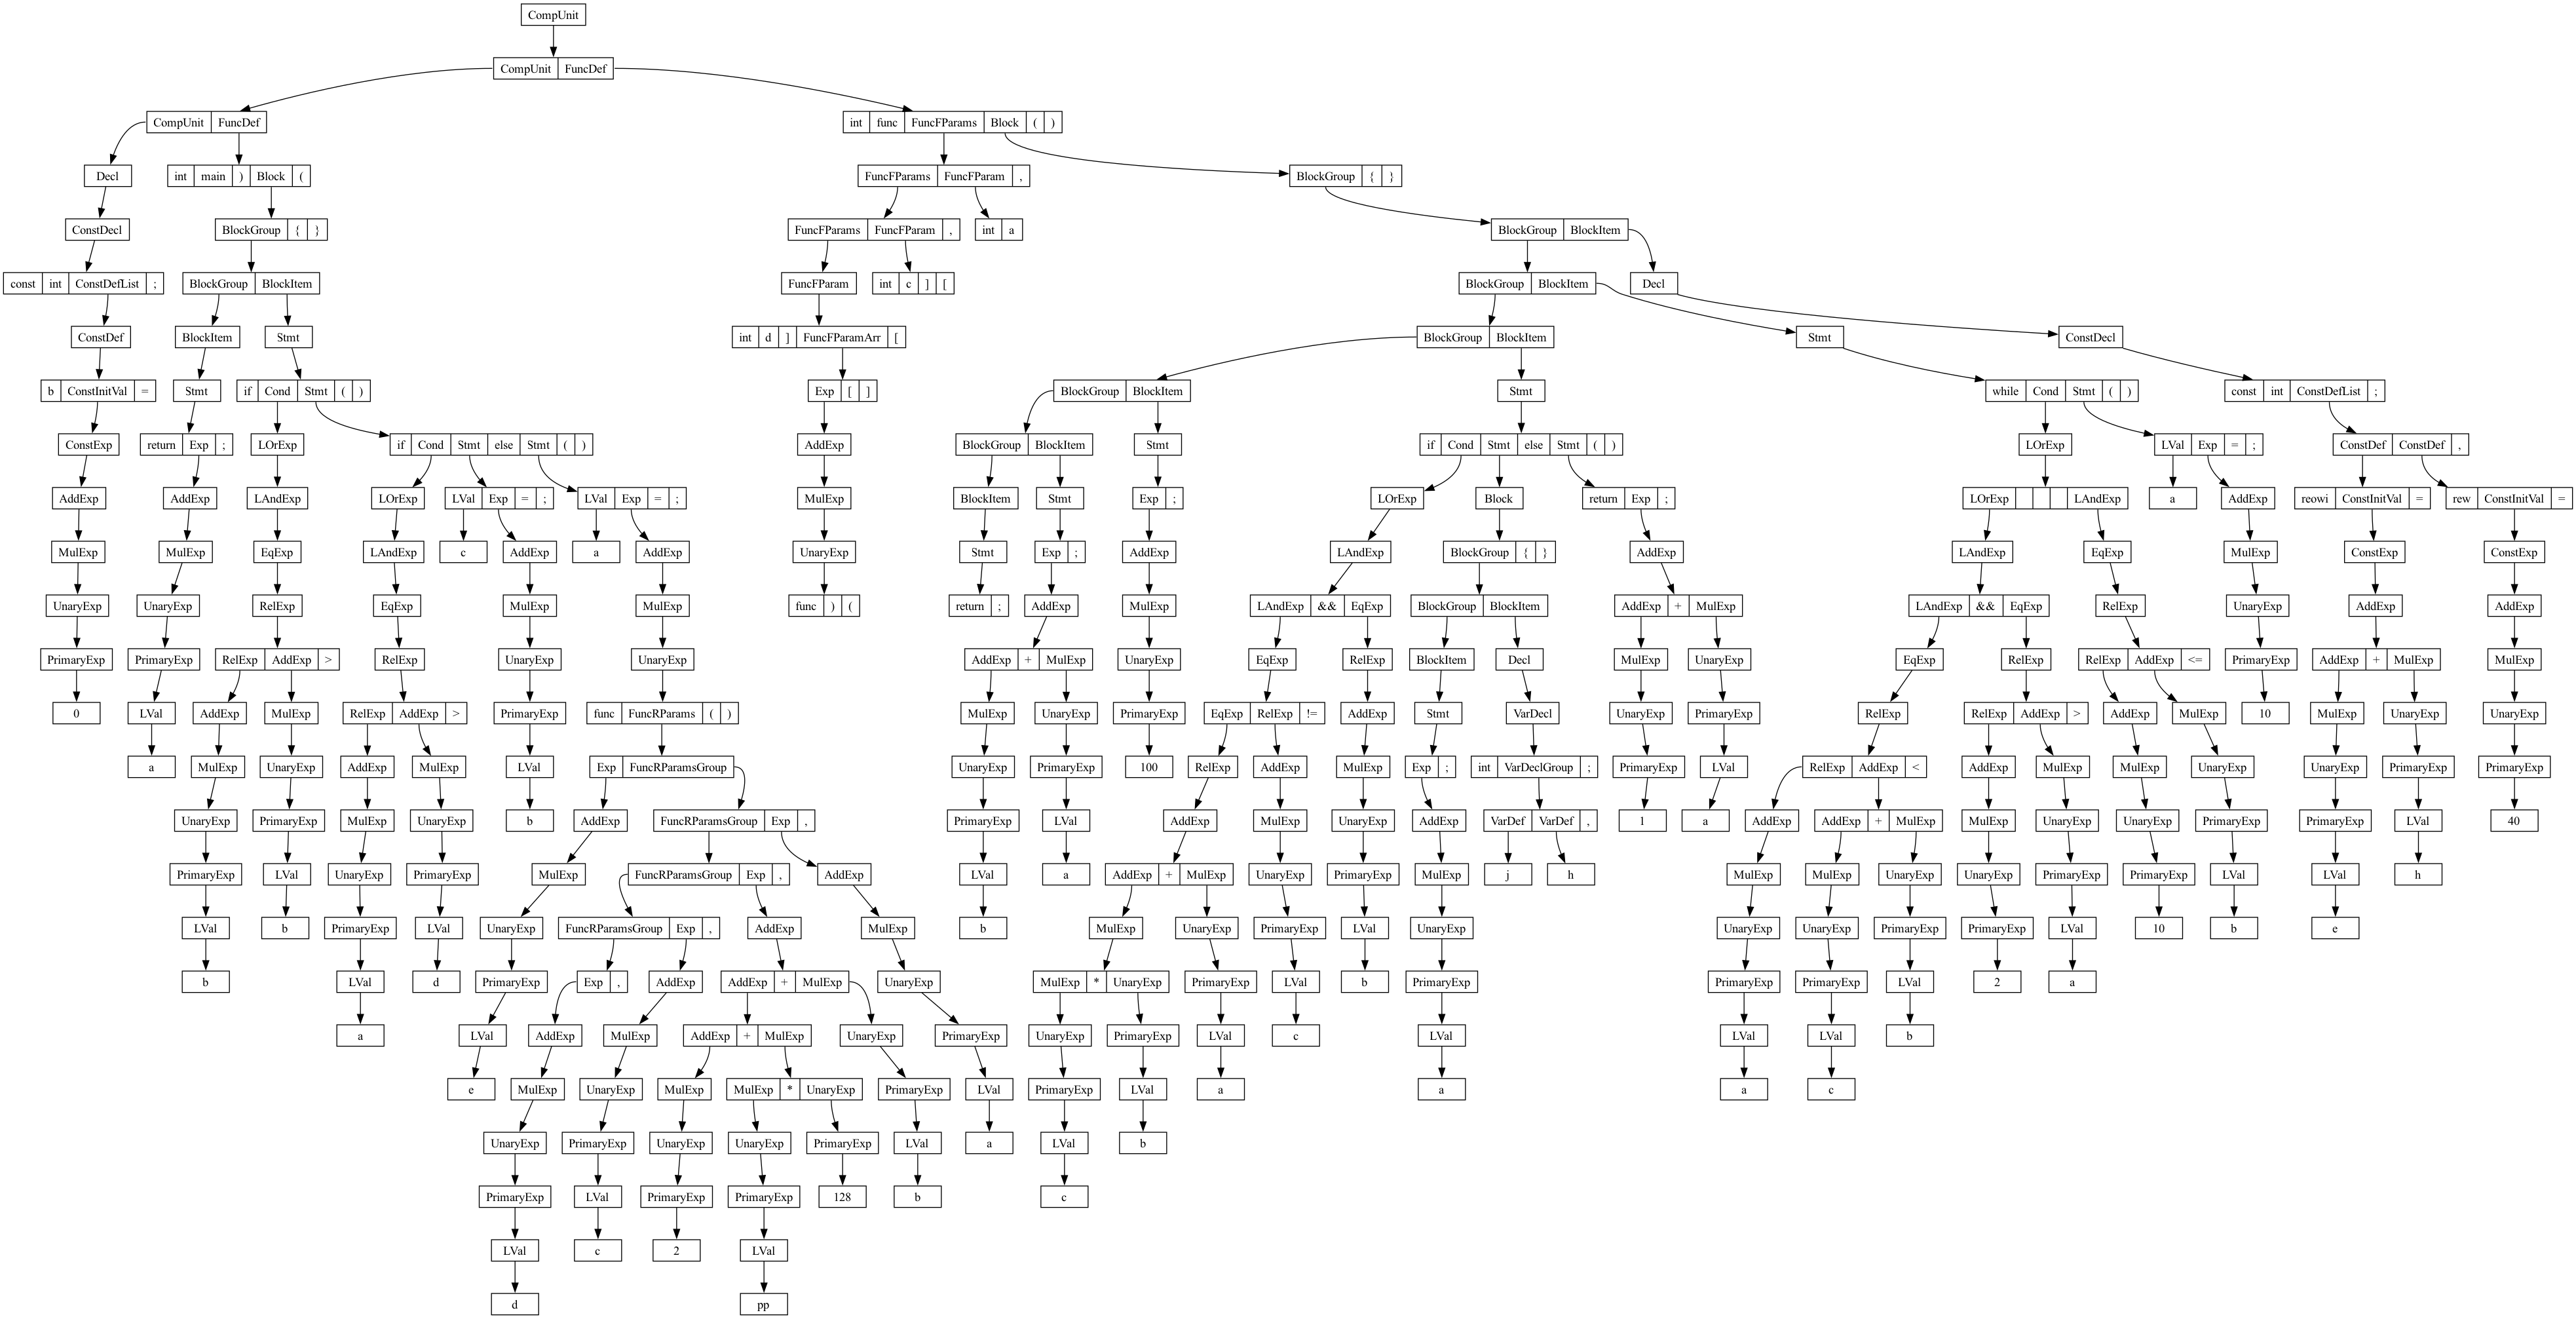 CompUnit
CompUnit FuncDef
CompUnit FuncDef int func FuncFParams Block ( )
Decl int main ) Block ( FuncFParams FuncFParam , BlockGroup { }
ConstDecl BlockGroup { } FuncFParams FuncFParam , int a BlockGroup BlockItem
const int ConstDefList ; BlockGroup BlockItem FuncFParam int c ] [ BlockGroup BlockItem Decl
ConstDef BlockItem Stmt int d ] FuncFParamArr [ BlockGroup BlockItem Stmt ConstDecl
b ConstInitVal = Stmt if Cond Stmt ( ) Exp [ ] BlockGroup BlockItem Stmt while Cond Stmt ( ) const int ConstDefList ;
ConstExp return Exp ; LOrExp if Cond Stmt else Stmt ( ) AddExp BlockGroup BlockItem Stmt if Cond Stmt else Stmt ( ) LOrExp LVal Exp = ; ConstDef ConstDef ,
AddExp AddExp LAndExp LOrExp LVal Exp = ; LVal Exp = ; MulExp BlockItem Stmt Exp ; LOrExp Block return Exp ; LOrExp LAndExp a AddExp reowi ConstInitVal = rew ConstInitVal =
MulExp MulExp EqExp LAndExp c AddExp a AddExp UnaryExp Stmt Exp ; AddExp LAndExp BlockGroup { } AddExp LAndExp EqExp MulExp ConstExp ConstExp
UnaryExp UnaryExp RelExp EqExp MulExp MulExp func ) ( return ; AddExp MulExp LAndExp && EqExp BlockGroup BlockItem AddExp + MulExp LAndExp && EqExp RelExp UnaryExp AddExp AddExp
PrimaryExp PrimaryExp RelExp AddExp > RelExp UnaryExp UnaryExp AddExp + MulExp UnaryExp EqExp RelExp BlockItem Decl MulExp UnaryExp EqExp RelExp RelExp AddExp <= PrimaryExp AddExp + MulExp MulExp
0 LVal AddExp MulExp RelExp AddExp > PrimaryExp func FuncRParams ( ) MulExp UnaryExp PrimaryExp EqExp RelExp != AddExp Stmt VarDecl UnaryExp PrimaryExp RelExp RelExp AddExp > AddExp MulExp 10 MulExp UnaryExp UnaryExp
a MulExp UnaryExp AddExp MulExp LVal Exp FuncRParamsGroup UnaryExp PrimaryExp 100 RelExp AddExp MulExp Exp ; int VarDeclGroup ; PrimaryExp LVal RelExp AddExp < AddExp MulExp MulExp UnaryExp UnaryExp PrimaryExp PrimaryExp
UnaryExp PrimaryExp MulExp UnaryExp b AddExp FuncRParamsGroup Exp , PrimaryExp LVal AddExp MulExp UnaryExp AddExp VarDef VarDef , 1 a AddExp AddExp + MulExp MulExp UnaryExp UnaryExp PrimaryExp PrimaryExp LVal 40
PrimaryExp LVal UnaryExp PrimaryExp MulExp FuncRParamsGroup Exp , AddExp LVal a AddExp + MulExp UnaryExp PrimaryExp MulExp j h MulExp MulExp UnaryExp UnaryExp PrimaryExp PrimaryExp LVal LVal h
LVal b PrimaryExp LVal UnaryExp FuncRParamsGroup Exp , AddExp MulExp b MulExp UnaryExp PrimaryExp LVal UnaryExp UnaryExp UnaryExp PrimaryExp PrimaryExp LVal 10 b e
b LVal d PrimaryExp Exp , AddExp AddExp + MulExp UnaryExp MulExp * UnaryExp PrimaryExp LVal b PrimaryExp PrimaryExp PrimaryExp LVal 2 a
a LVal AddExp MulExp AddExp + MulExp UnaryExp PrimaryExp UnaryExp PrimaryExp LVal c LVal LVal LVal b
e MulExp UnaryExp MulExp MulExp * UnaryExp PrimaryExp LVal PrimaryExp LVal a a a c
UnaryExp PrimaryExp UnaryExp UnaryExp PrimaryExp LVal a LVal b
PrimaryExp LVal PrimaryExp PrimaryExp 128 b c
LVal c 2 LVal
d pp